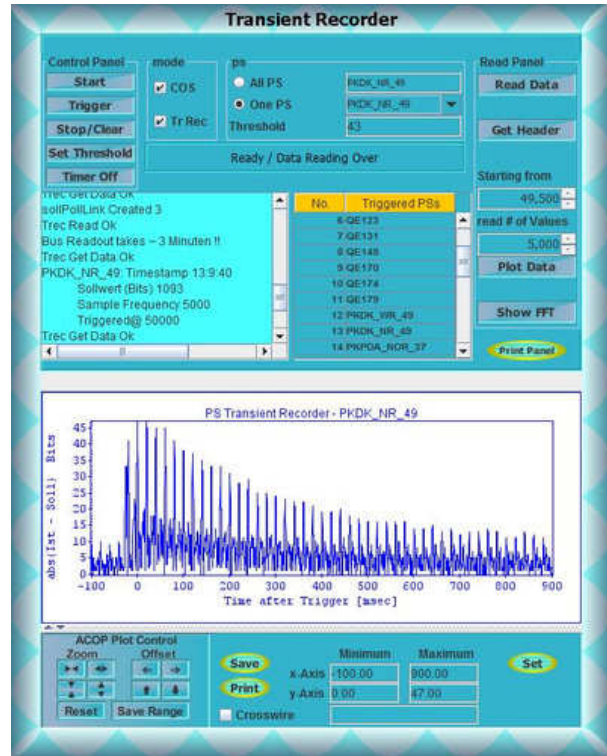 Transient Recorder
Control Panel
mode
ps
Read Panel
Start
Trigger
Stop/Clear
Set Threshold
Timer Off
COS
Tr Rec
All PS
PKDK_NR_49
One PS
PKDK_NR_49
Threshold
43
Ready / Data Reading Over
Read Data
Get Header
Starting from
49,500
read # of Values
5,000
Plot Data
Show FFT
Print Panel
Trec Get Data Ok
sollPollLink Created 3
Trec Read Ok
Bus Readout takes ~ 3 Minuten !!
Trec Get Data Ok
PKDK_NR_49: Timestamp 13:9:40
Sollwert (Bits) 1093
Sample Frequency 5000
Triggered@ 50000
Trec Get Data Ok
No. Triggered PSs
6 QE123
7 QE131
8 QE148
9 QE170
10 QE174
11 QE179
12 PKDK_WR_49
13 PKDK_NR_49
14 PKPDA_NOR_37
PS Transient Recorder - PKDK_NR_49
abs(Ist - Soll) Bits
45
40
35
30
25
20
15
10
5
0
-100 0 100 200 300 400 500 600 700 800 900
Time after Trigger [msec]
ACOP Plot Control
Zoom Offset
Reset Save Range
Save
Print
Minimum Maximum
x-Axis -100.00 900.00
y-Axis 0.00 47.00
Crosswire
Set